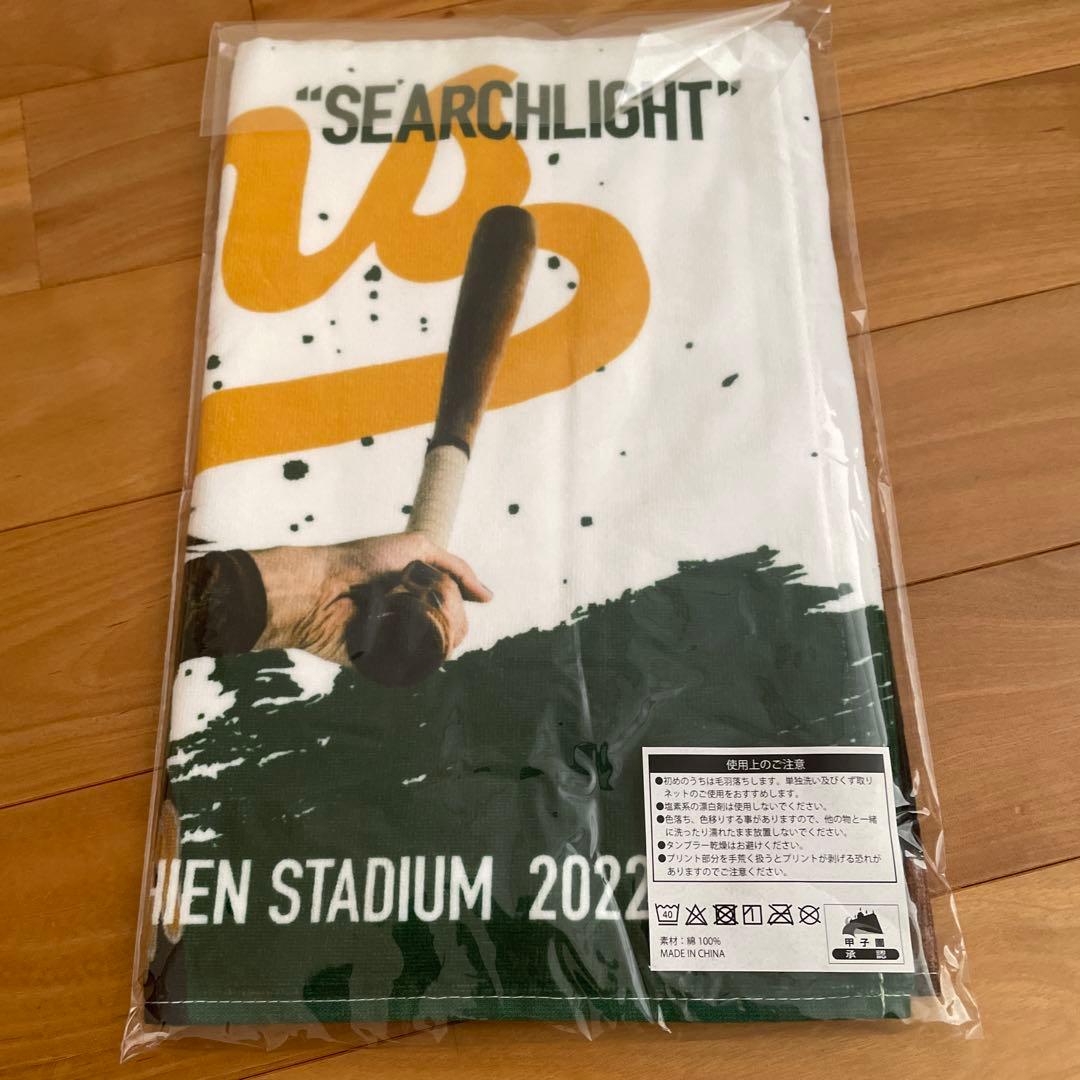 “SEARCHLIGHT”
ns
使用上のご注意
●初めのうちは毛羽落ちします。単独洗い及びくず取り
ネットのご使用をおすすめします。
●塩素系の漂白剤は使用しないでください。
●色落ち、色移りする事がありますので、他の物と一緒
に洗ったり濡れたまま放置しないでください。
●タンブラー乾燥はお避けください。
●プリント部分を手荒く扱うとプリントが剥げる恐れが
ありますのでご注意ください。
HIEN STADIUM 2022
40
1
素材：綿100%
MADE IN CHINA
甲子園
承認